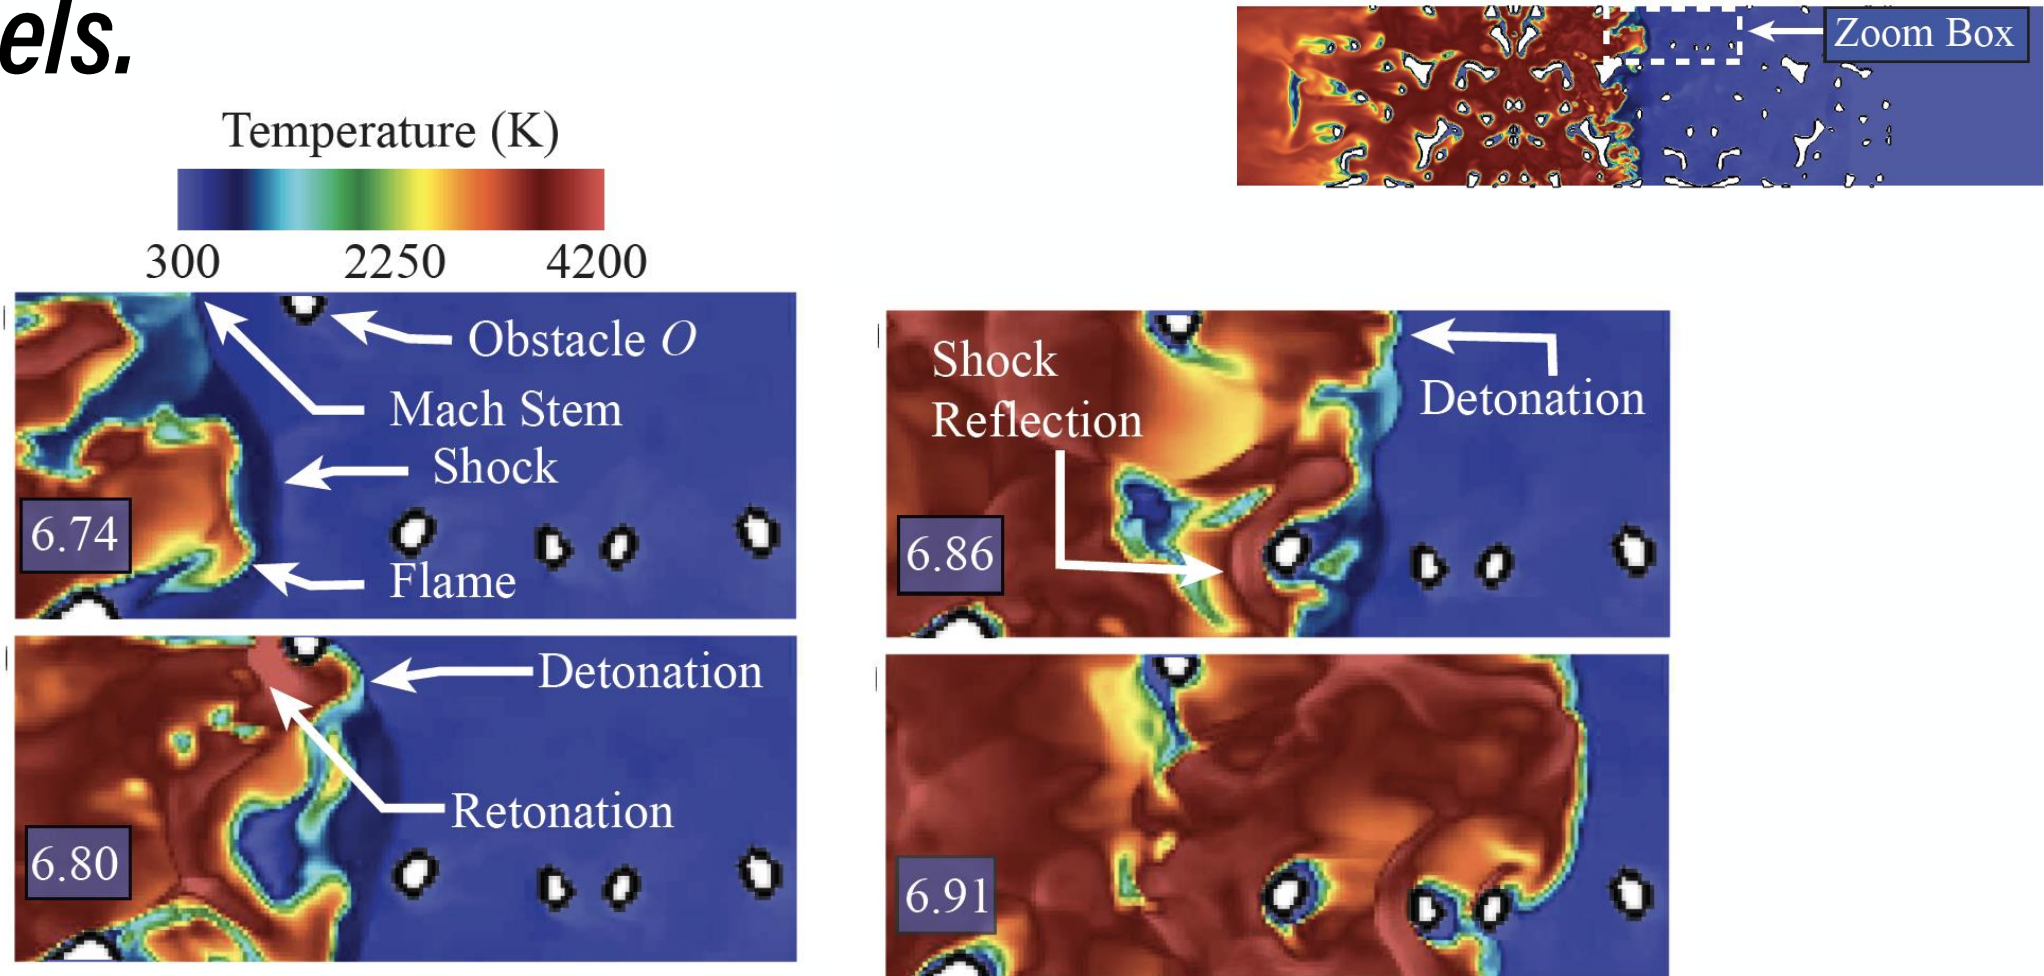 els.
Zoom Box
Temperature (K)
300 2250 4200
Obstacle O
Mach Stem
Shock
6.74
Flame
Detonation
Retonation
6.80
Shock
Reflection
Detonation
6.86
6.91